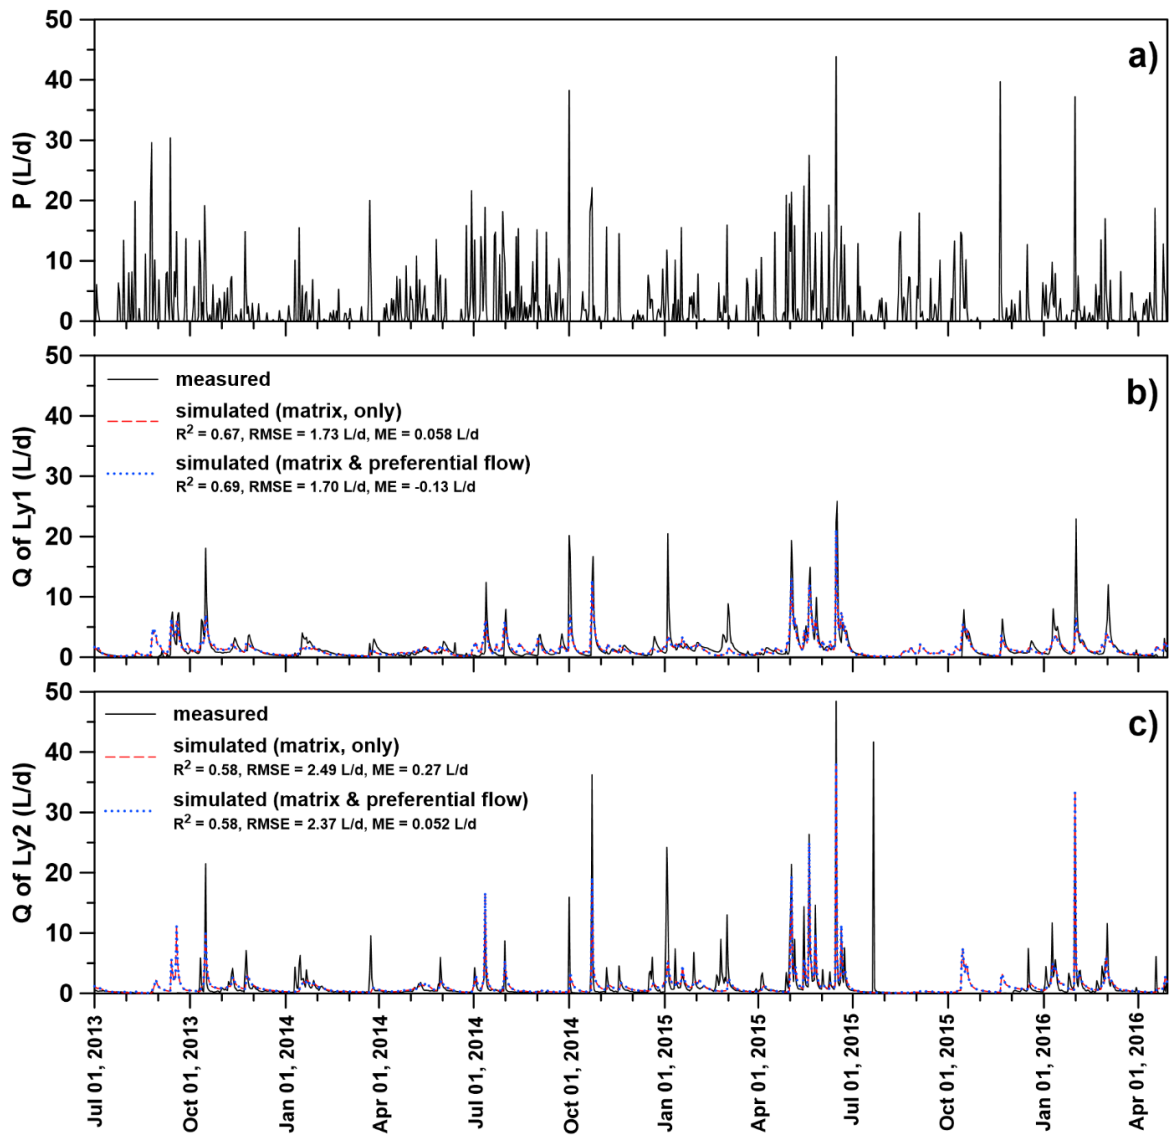 a)
50
40
30
20
10
0
P (L/d)
b)
50
40
30
20
10
0
Q of Ly1 (L/d)
measured
simulated (matrix, only)
R² = 0.67, RMSE = 1.73 L/d, ME = 0.058 L/d
simulated (matrix & preferential flow)
R² = 0.69, RMSE = 1.70 L/d, ME = -0.13 L/d
c)
50
40
30
20
10
0
Q of Ly2 (L/d)
measured
simulated (matrix, only)
R² = 0.58, RMSE = 2.49 L/d, ME = 0.27 L/d
simulated (matrix & preferential flow)
R² = 0.58, RMSE = 2.37 L/d, ME = 0.052 L/d
Jul 01, 2013
Oct 01, 2013
Jan 01, 2014
Apr 01, 2014
Jul 01, 2014
Oct 01, 2014
Jan 01, 2015
Apr 01, 2015
Jul 01, 2015
Oct 01, 2015
Jan 01, 2016
Apr 01, 2016